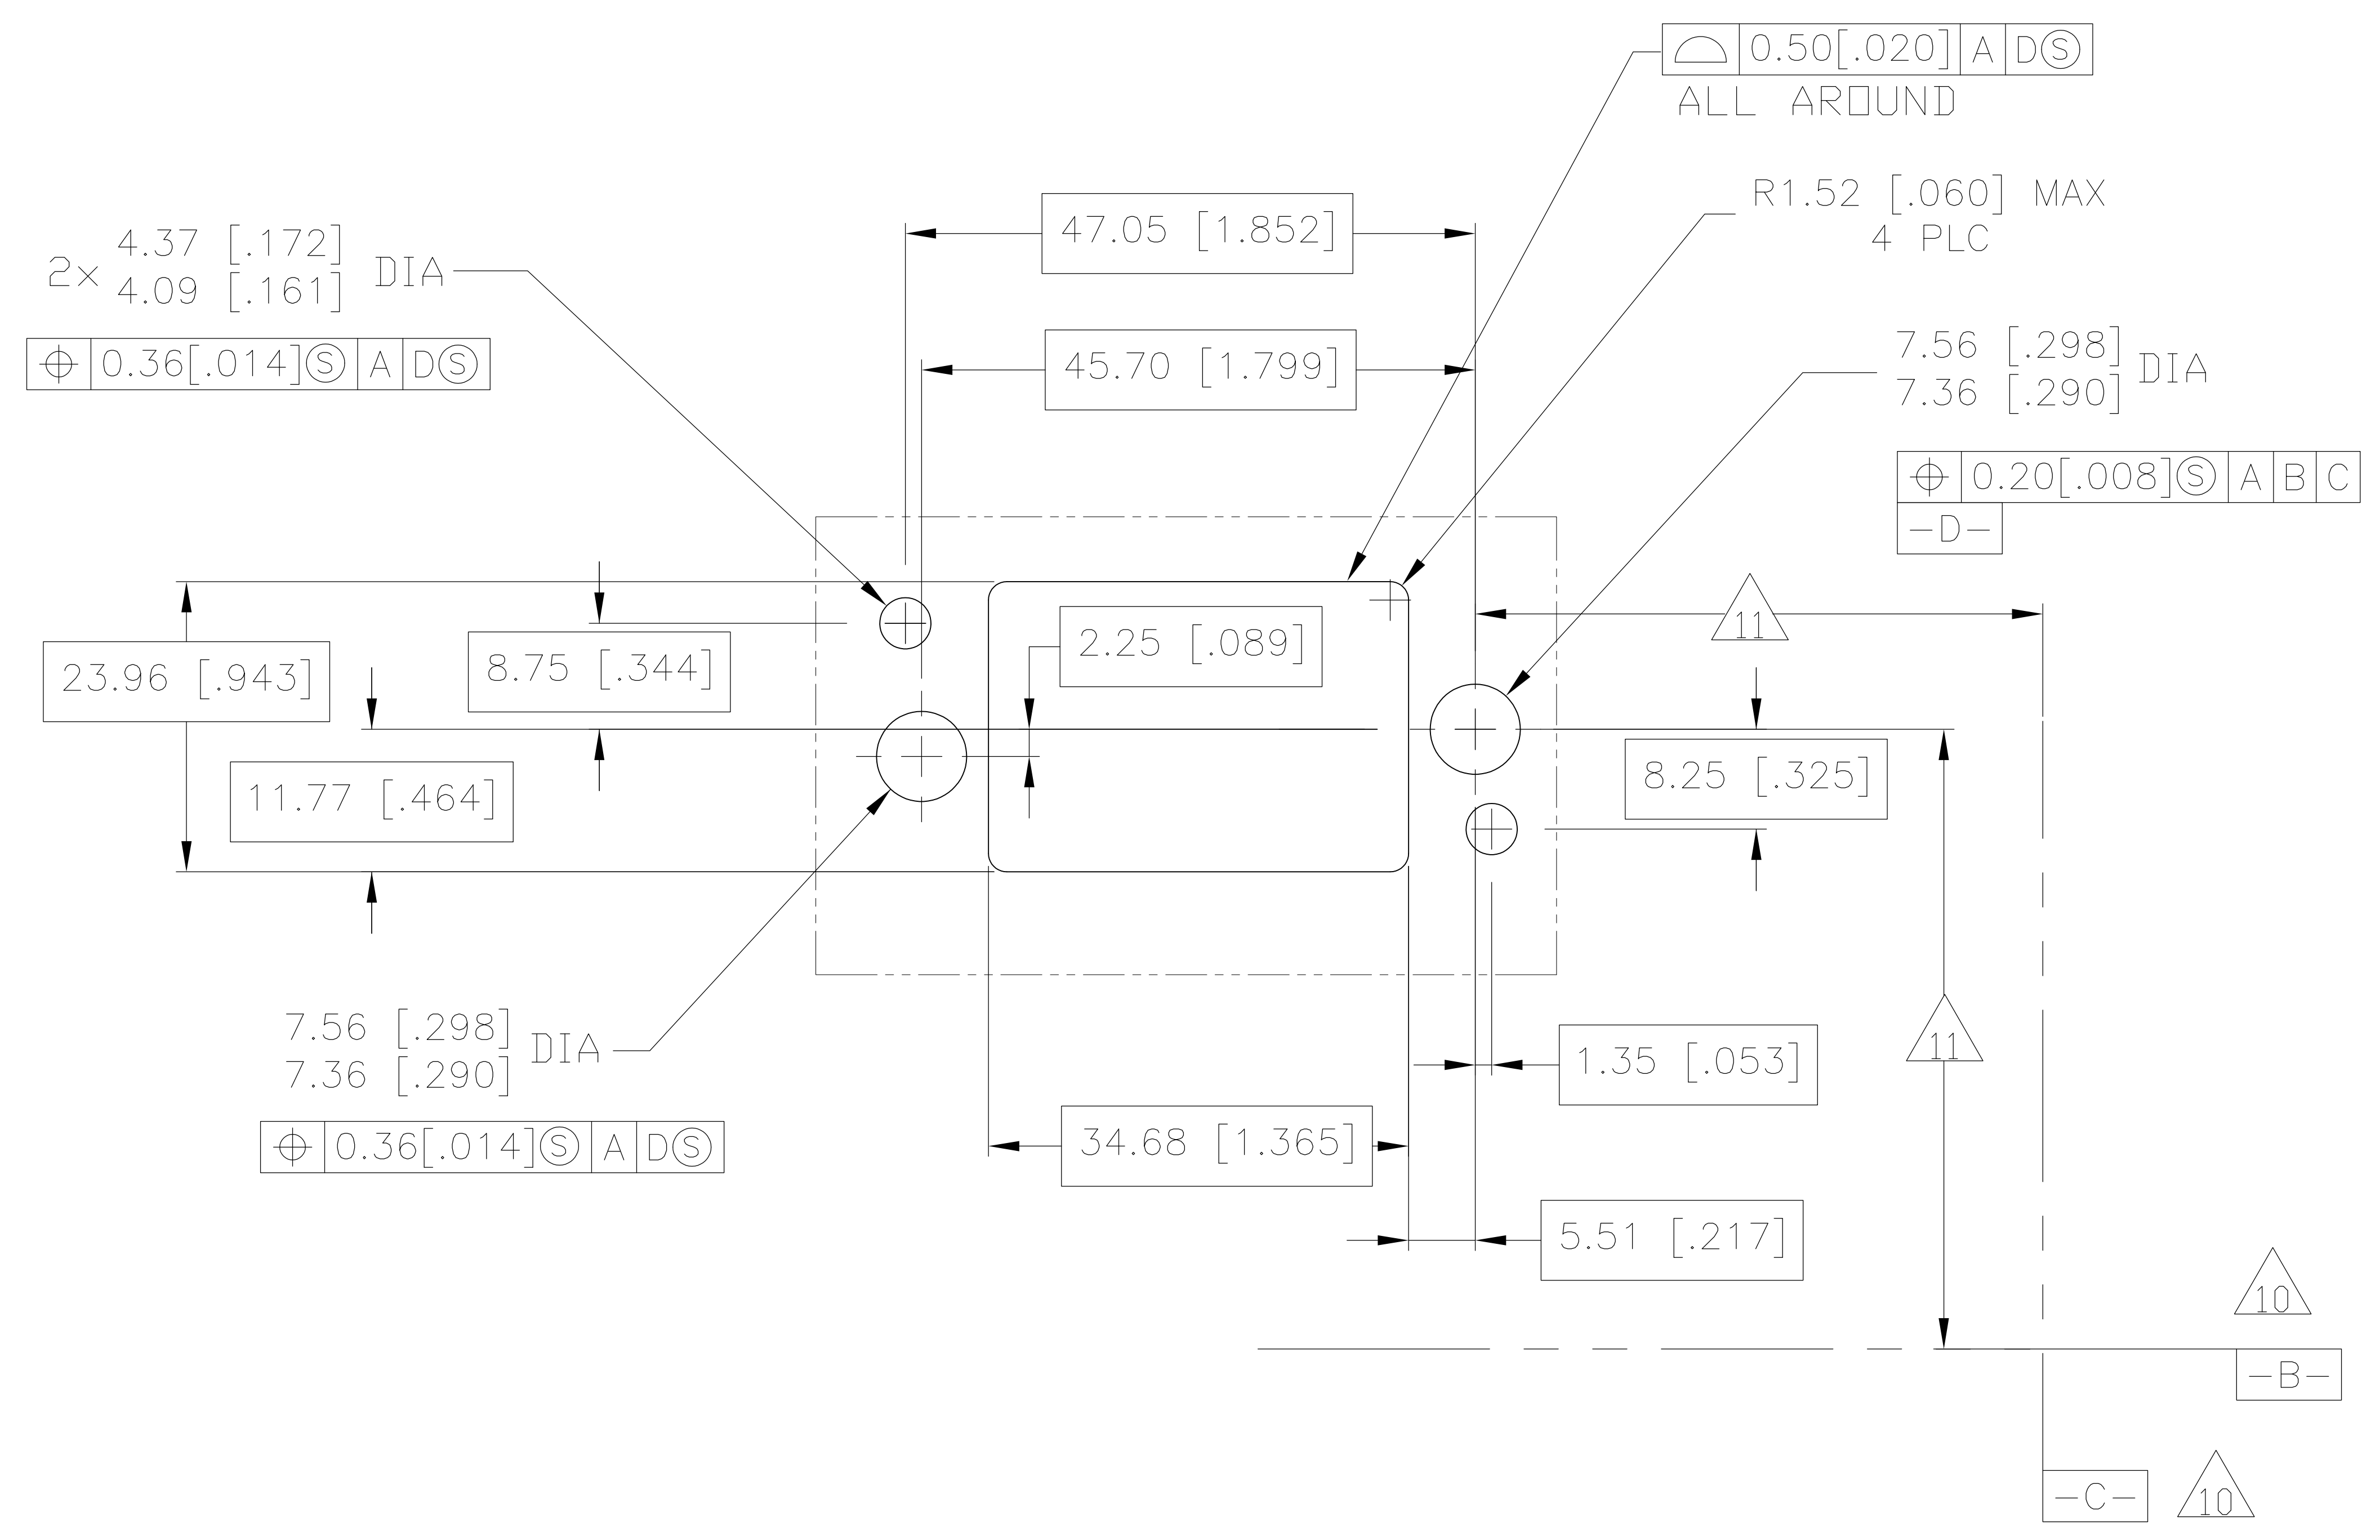 ⌓ 0.50[.020] A DⓈ
ALL AROUND
R1.52 [.060] MAX
4 PLC
47.05 [1.852]
4.37 [.172]
2× DIA
4.09 [.161]
⌖ 0.36[.014]Ⓢ A DⓈ
45.70 [1.799]
7.56 [.298]
7.36 [.290] DIA
⌖ 0.20[.008]Ⓢ A B C
-D-
11
2.25 [.089]
8.75 [.344]
23.96 [.943]
11.77 [.464]
8.25 [.325]
7.56 [.298]
7.36 [.290] DIA
⌖ 0.36[.014]Ⓢ A DⓈ
11
1.35 [.053]
34.68 [1.365]
5.51 [.217]
10
-B-
-C-
10